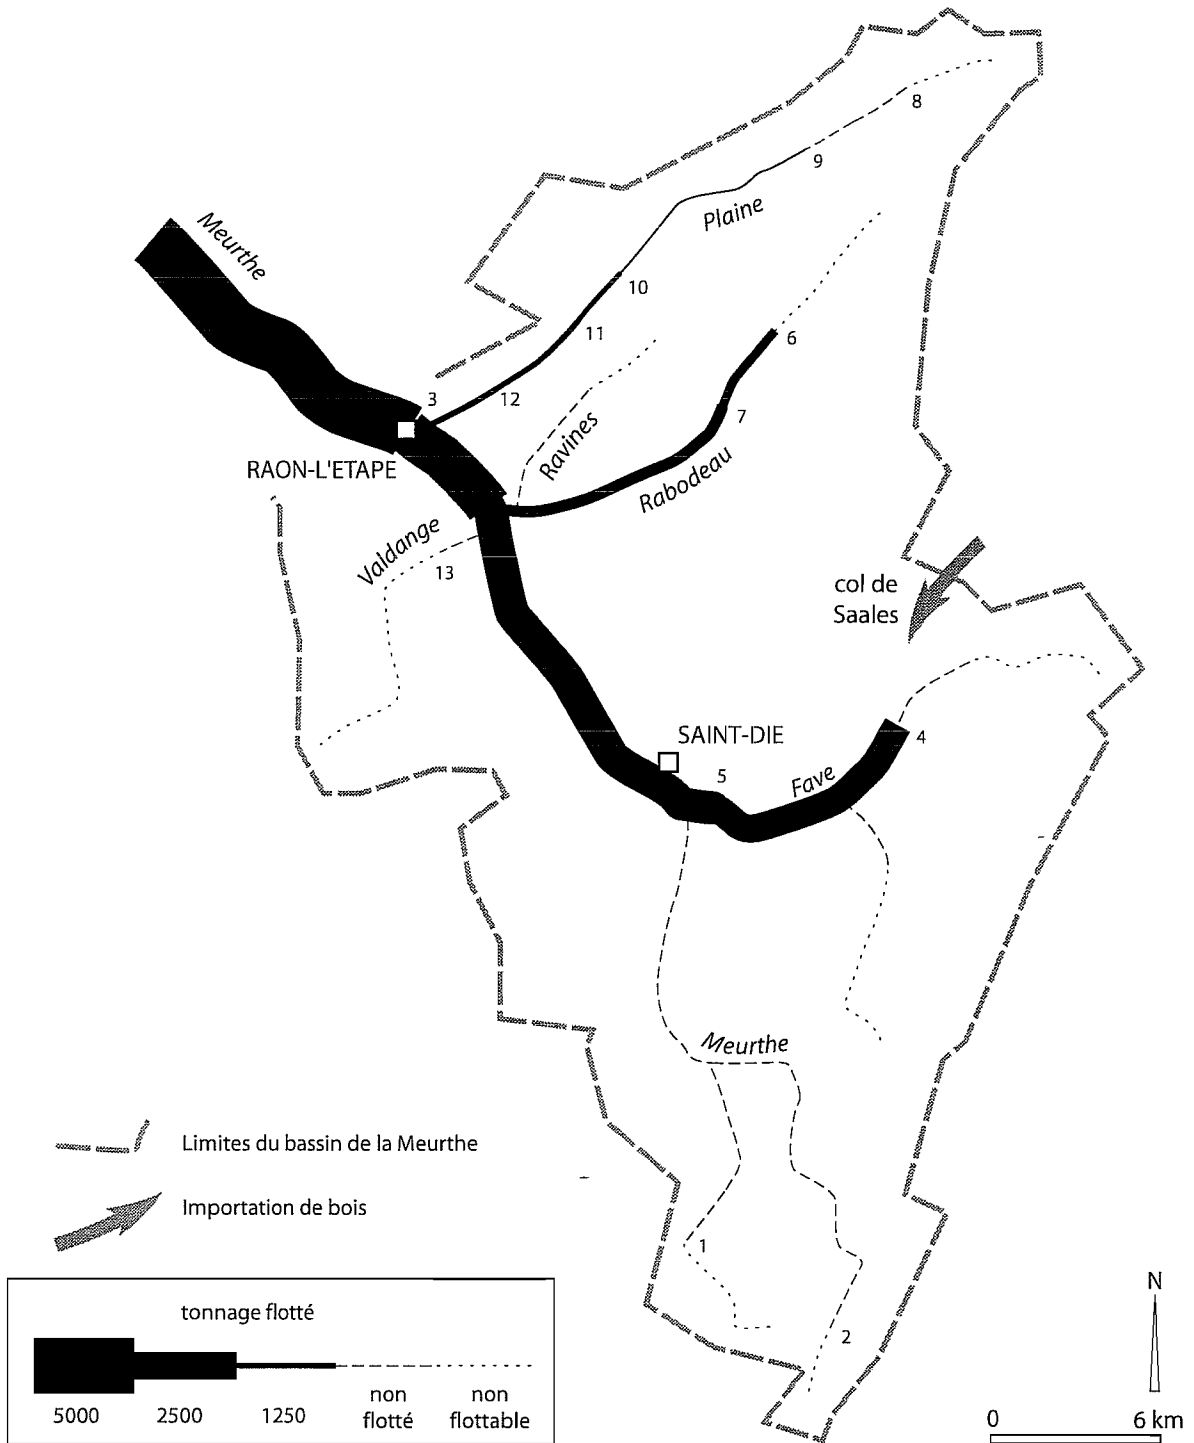 8
9
Plaine
Meurthe
10
11
6
3
12
7
RAON-L'ETAPE
Ravines
Rabodeau
Valdange
13
col de
Saales
SAINT-DIE
4
5
Fave
Meurthe
Limites du bassin de la Meurthe
Importation de bois
1
2
N
tonnage flotté
5000
2500
1250
non
flotté
non
flottable
0
6 km